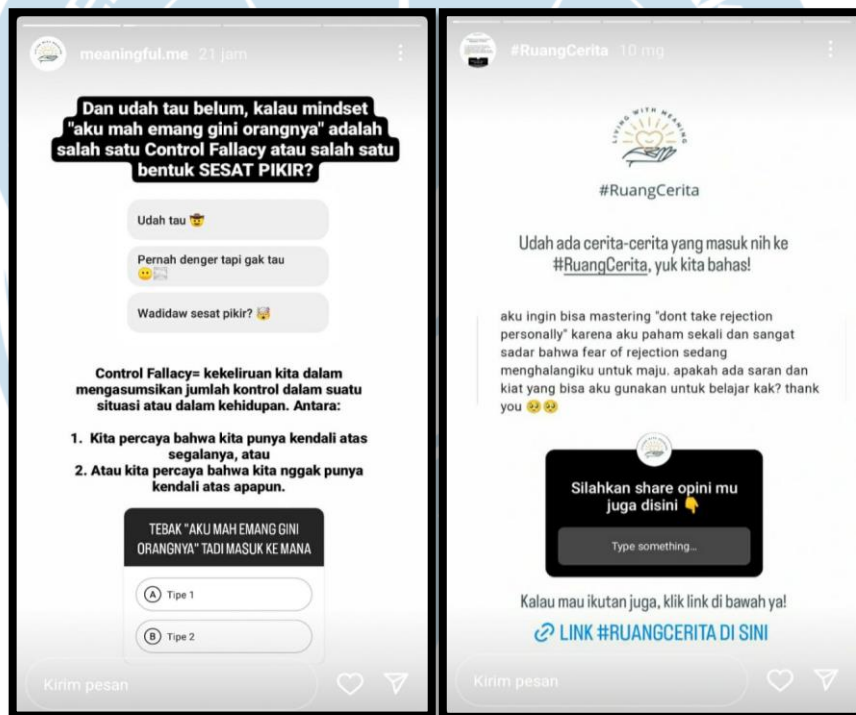 meaningful.me 21 jam
Dan udah tau belum, kalau mindset
"aku mah emang gini orangnya" adalah
salah satu Control Fallacy atau salah satu
bentuk SESAT PIKIR?
Udah tau 🤠
Pernah denger tapi gak tau
Wadidaw sesat pikir? 🤯
Control Fallacy= kekeliruan kita dalam
mengasumsikan jumlah kontrol dalam suatu
situasi atau dalam kehidupan. Antara:
1. Kita percaya bahwa kita punya kendali atas
segalanya, atau
2. Atau kita percaya bahwa kita nggak punya
kendali atas apapun.
TEBAK "AKU MAH EMANG GINI
ORANGNYA" TADI MASUK KE MANA
A Tipe 1
B Tipe 2
Kirim pesan
#RuangCerita 10 mg
LIVING WITH MEANING
#RuangCerita
Udah ada cerita-cerita yang masuk nih ke
#RuangCerita, yuk kita bahas!
aku ingin bisa mastering "dont take rejection
personally" karena aku paham sekali dan sangat
sadar bahwa fear of rejection sedang
menghalangiku untuk maju. apakah ada saran dan
kiat yang bisa aku gunakan untuk belajar kak? thank
you 🥺🥺
Silahkan share opini mu
juga disini 👇
Type something...
Kalau mau ikutan juga, klik link di bawah ya!
LINK #RUANGCERITA DI SINI
Kirim pesan